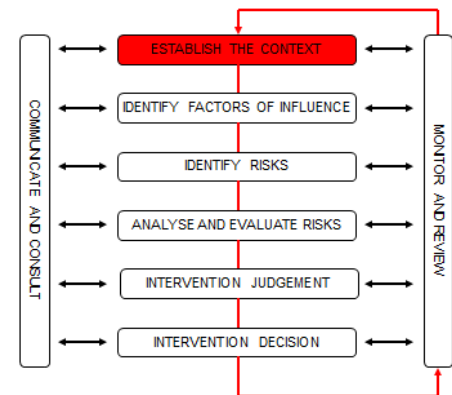 ESTABLISH THE CONTEXT
IDENTIFY FACTORS OF INFLUENCE
IDENTIFY RISKS
ANALYSE AND EVALUATE RISKS
INTERVENTION JUDGEMENT
INTERVENTION DECISION
COMMUNICATE AND CONSULT
MONITOR AND REVIEW